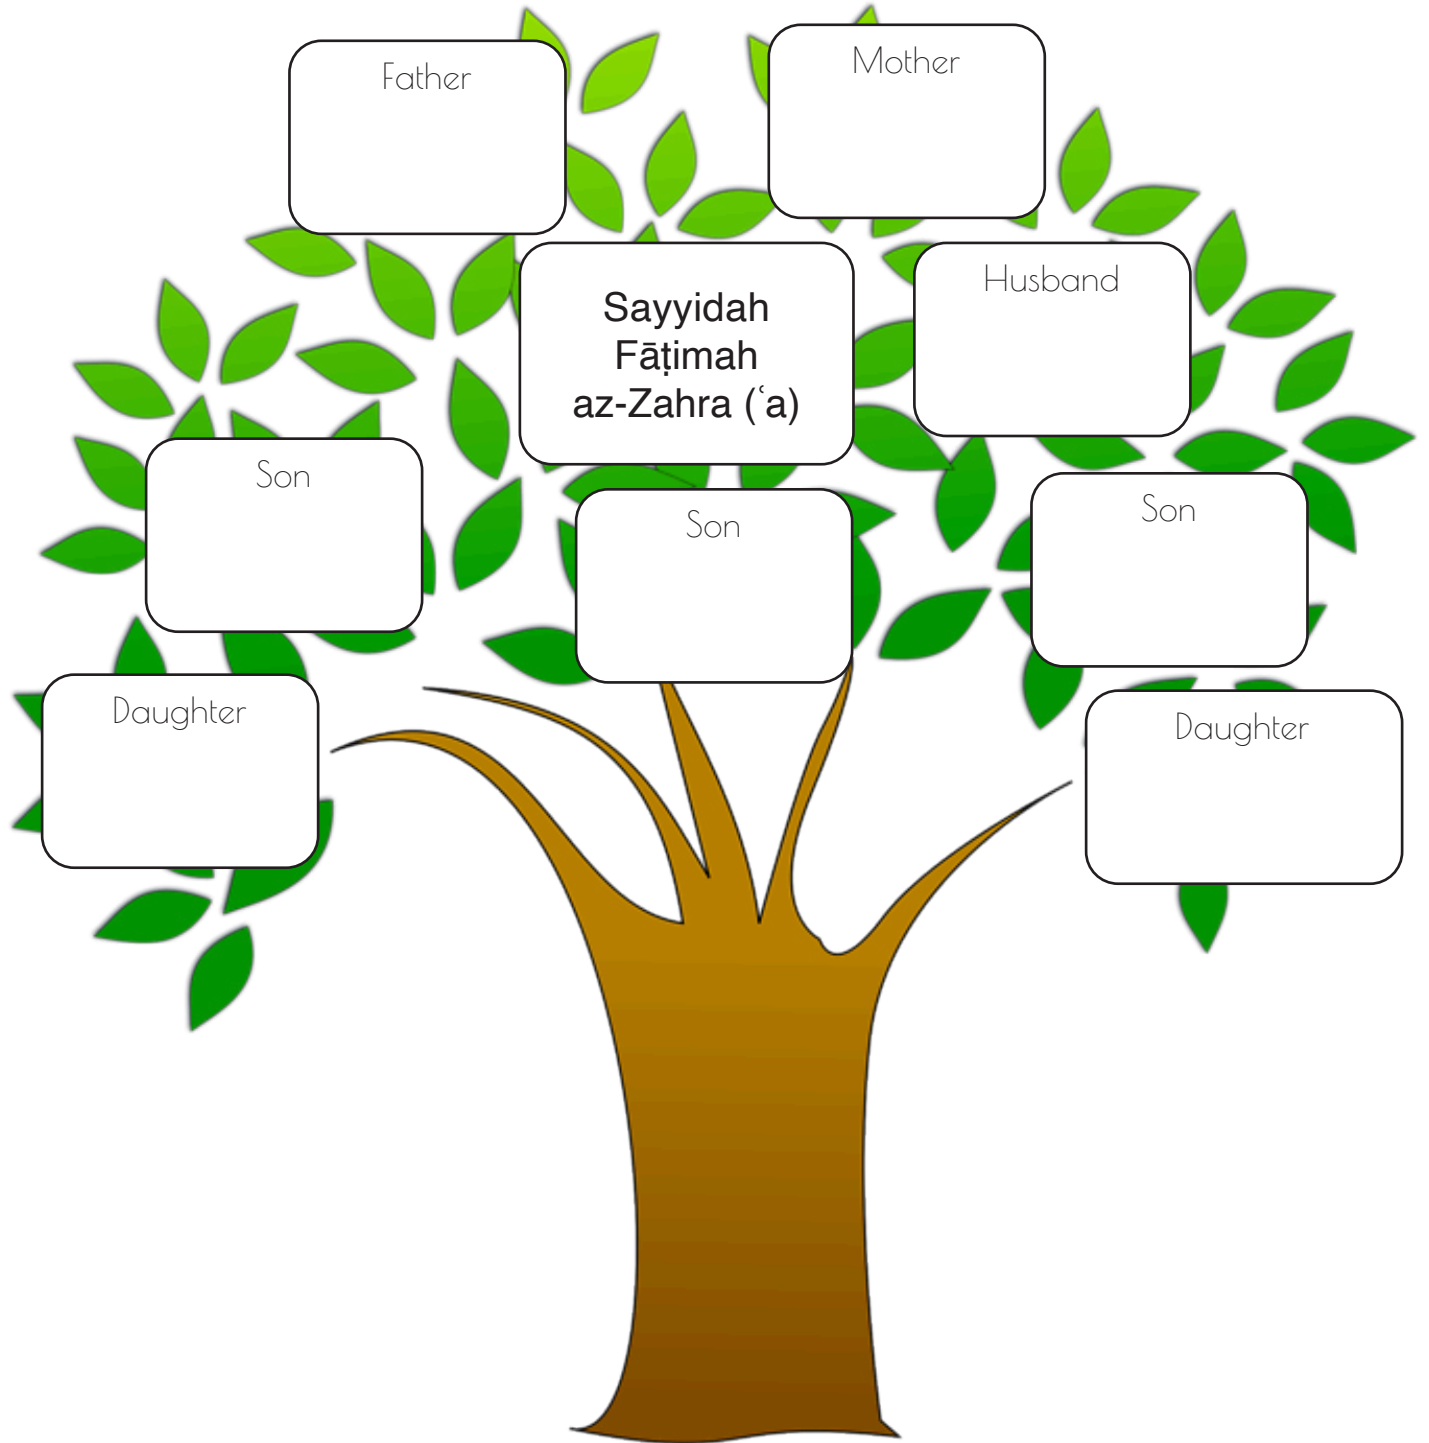 Father
Mother
Sayyidah
Fāṭimah
az-Zahra (ʿa)
Husband
Son
Son
Son
Daughter
Daughter